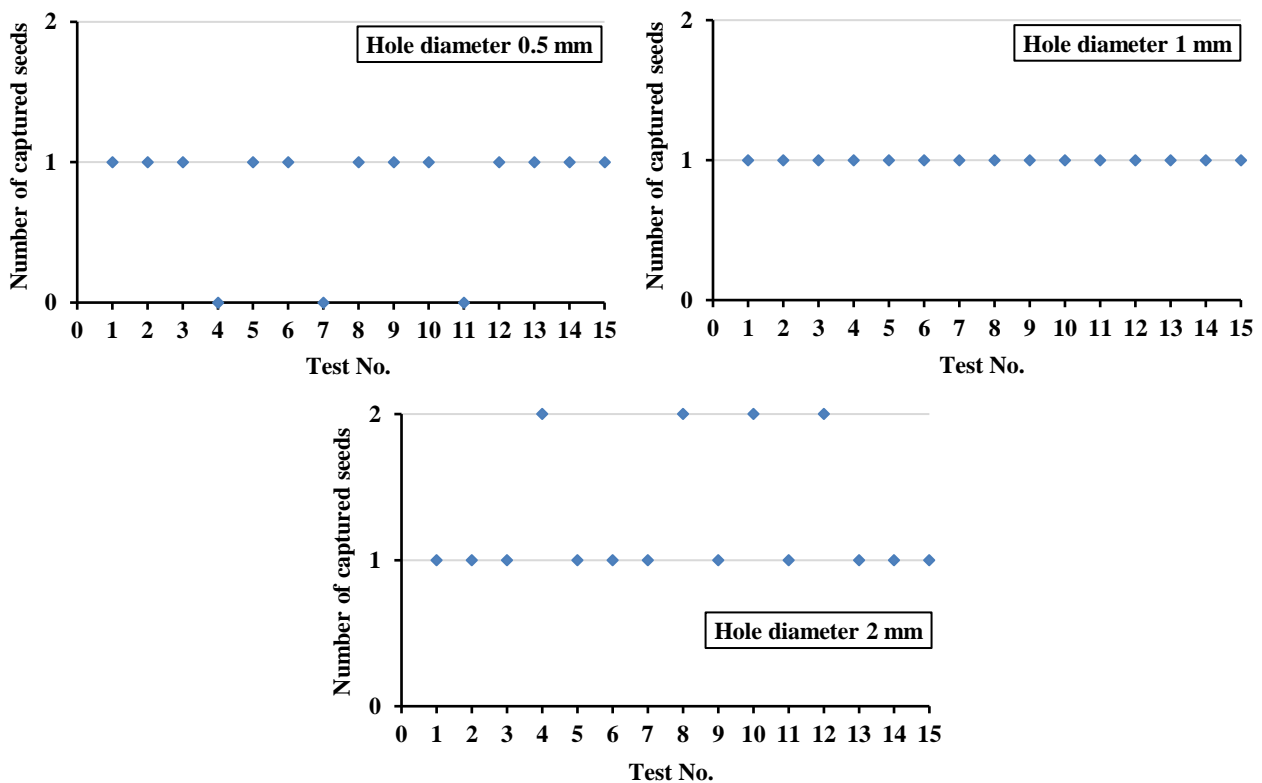 Number of captured seeds
2
1
0
Hole diameter 0.5 mm
0 1 2 3 4 5 6 7 8 9 10 11 12 13 14 15
Test No.
Number of captured seeds
2
1
0
Hole diameter 1 mm
0 1 2 3 4 5 6 7 8 9 10 11 12 13 14 15
Test No.
Number of captured seeds
2
1
0
Hole diameter 2 mm
0 1 2 3 4 5 6 7 8 9 10 11 12 13 14 15
Test No.